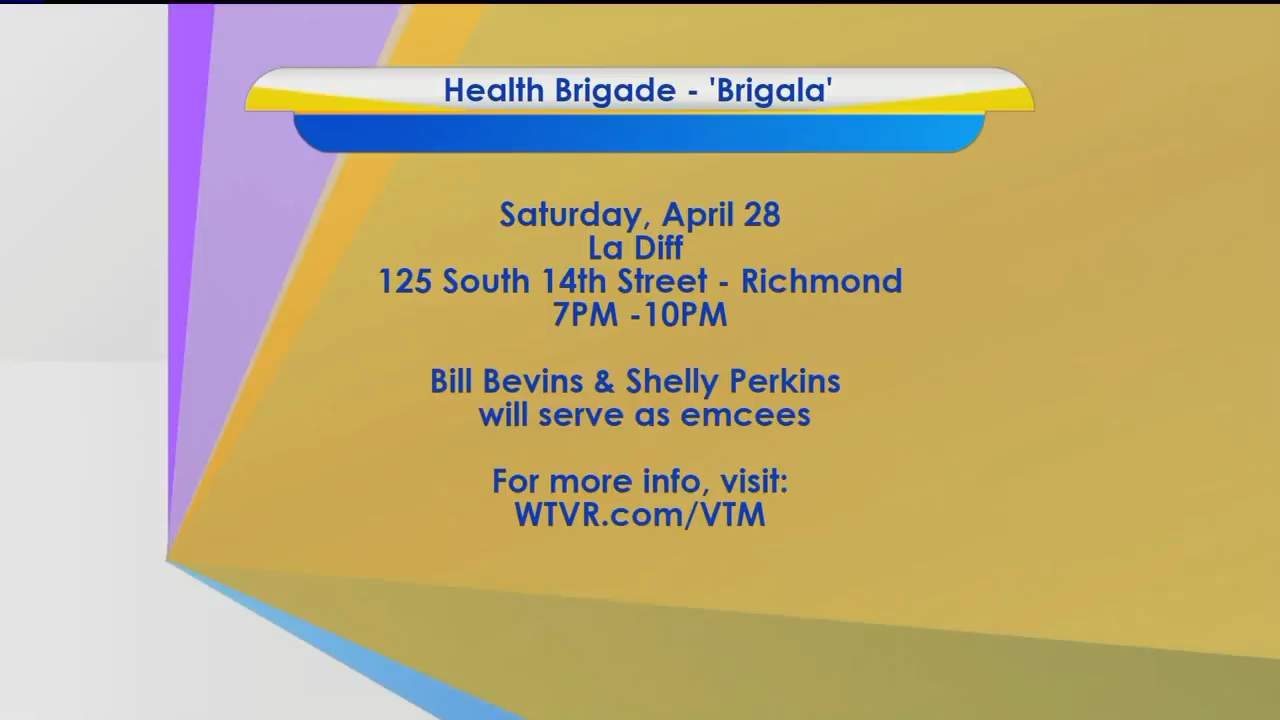 Health Brigade - 'Brigala'
Saturday, April 28
La Diff
125 South 14th Street - Richmond
7PM -10PM
Bill Bevins & Shelly Perkins
will serve as emcees
For more info, visit:
WTVR.com/VTM